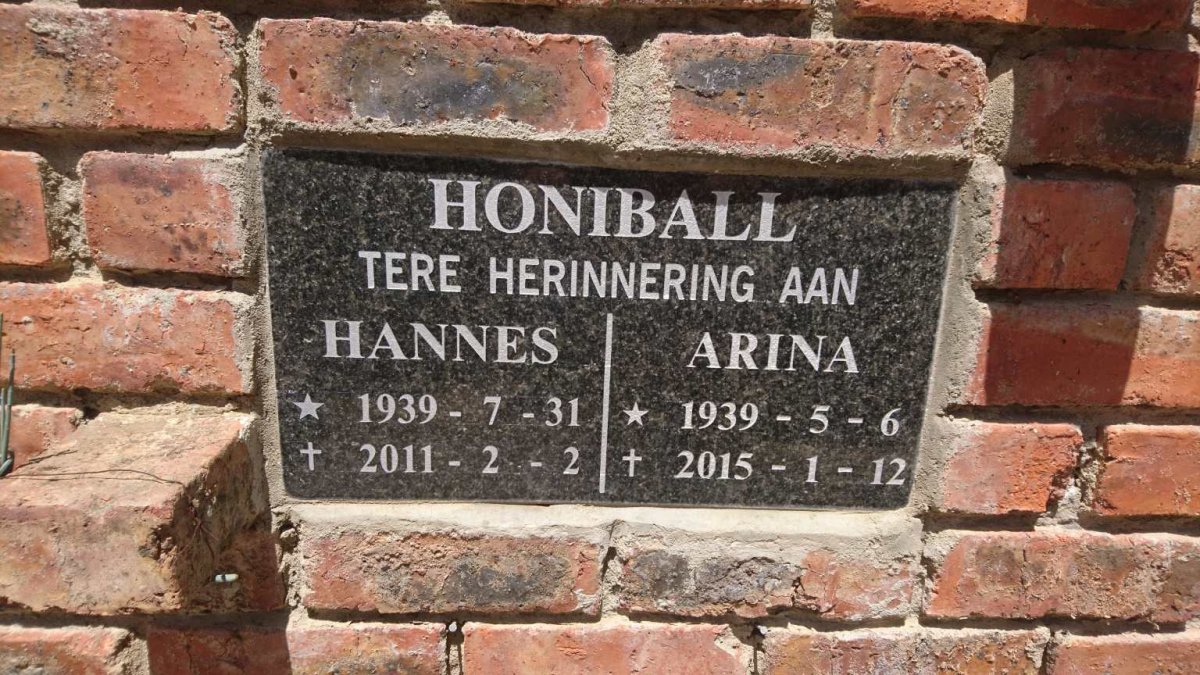 HONIBALL
TERE HERINNERING AAN
HANNES
★ 1939 - 7 - 31
✝ 2011 - 2 - 2
ARINA
★ 1939 - 5 - 6
✝ 2015 - 1 - 12